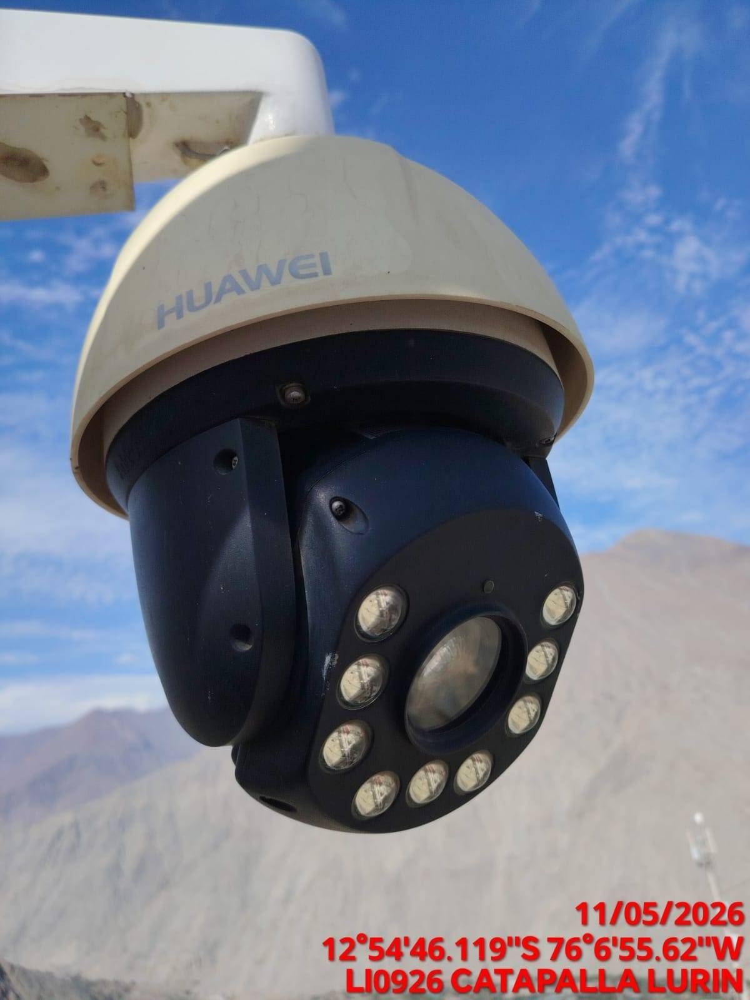 HUAWEI
11/05/2026
12°54'46.119"S 76°6'55.62"W
LI0926 CATAPALLA LURIN